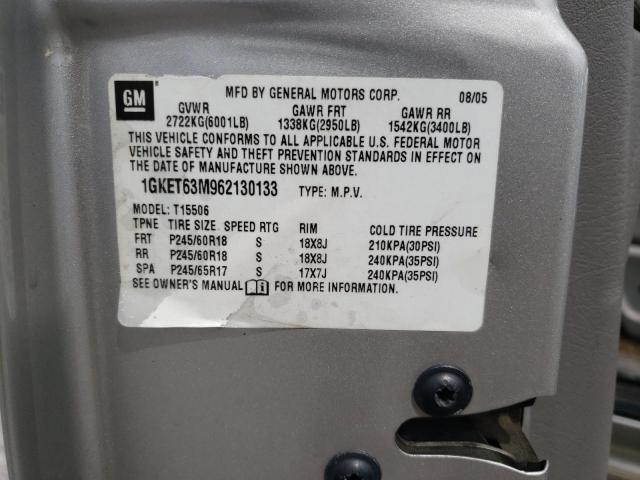 GM
MFD BY GENERAL MOTORS CORP. 08/05
GVWR GAWR FRT GAWR RR
2722KG(6001LB) 1338KG(2950LB) 1542KG(3400LB)
THIS VEHICLE CONFORMS TO ALL APPLICABLE U.S. FEDERAL MOTOR
VEHICLE SAFETY AND THEFT PREVENTION STANDARDS IN EFFECT ON
THE DATE OF MANUFACTURE SHOWN ABOVE.
1GKET63M962130133 TYPE: M.P.V.
MODEL: T15506
TPNE TIRE SIZE SPEED RTG RIM COLD TIRE PRESSURE
FRT P245/60R18 S 18X8J 210KPA(30PSI)
RR P245/60R18 S 18X8J 240KPA(35PSI)
SPA P245/65R17 S 17X7J 240KPA(35PSI)
SEE OWNER'S MANUAL i FOR MORE INFORMATION.